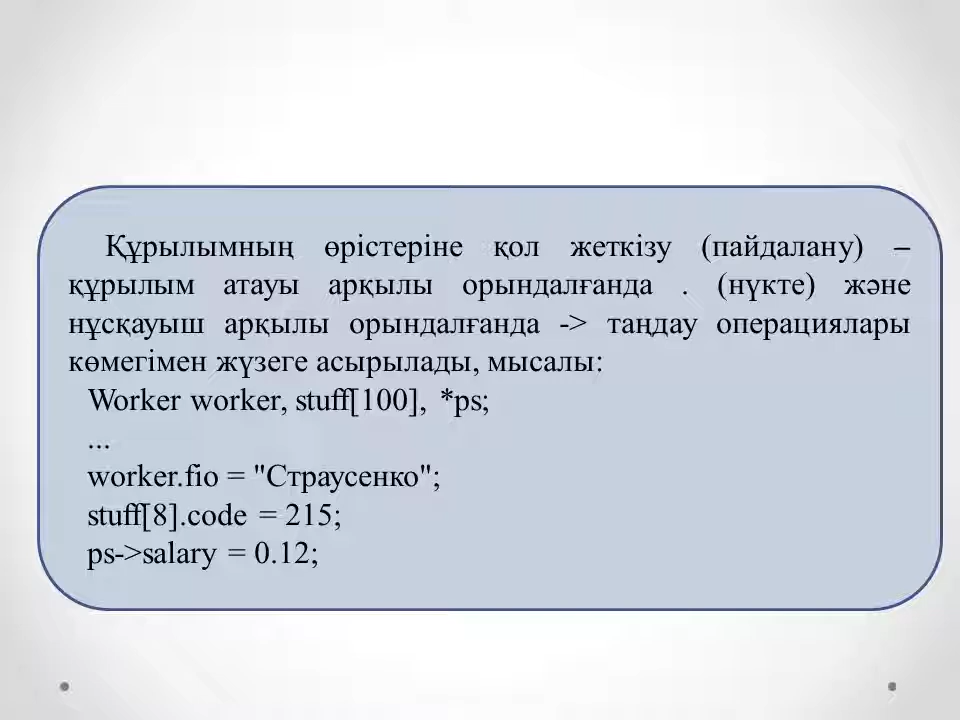 Құрылымның өрістеріне қол жеткізу (пайдалану) –
құрылым атауы арқылы орындалғанда . (нүкте) және
нұсқауыш арқылы орындалғанда -> таңдау операциялары
көмегімен жүзеге асырылады, мысалы:
Worker worker, stuff[100], *ps;
...
worker.fio = "Страусенко";
stuff[8].code = 215;
ps->salary = 0.12;